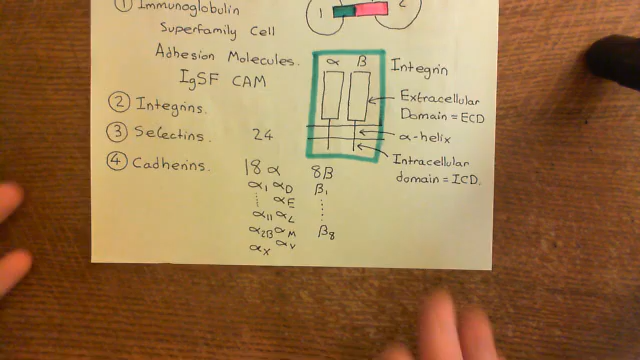 ① Immunoglobulin
Superfamily Cell
Adhesion Molecules.
IgSF CAM
② Integrins.
③ Selectins.
④ Cadherins.
1 2
α β
Integrin
Extracellular
Domain = ECD
α-helix
Intracellular
domain = ICD.
24
18 α 8β
α1 αD β1
⋮ αE ⋮
α11 αL
α2B αM β8
αX αV